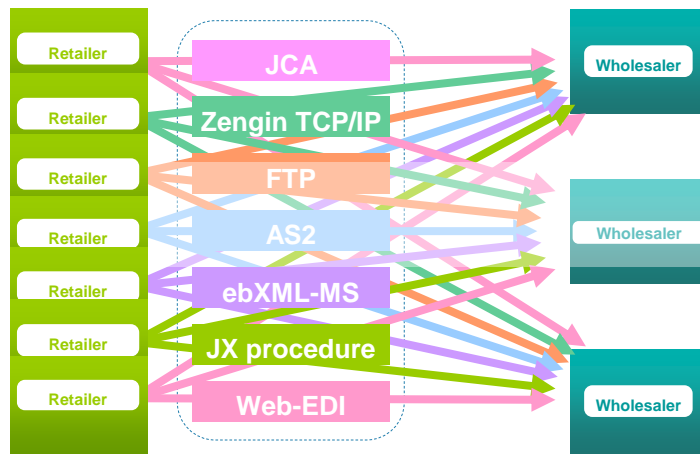 Retailer
JCA
Wholesaler
Retailer
Zengin TCP/IP
Retailer
FTP
Retailer
AS2
Wholesaler
Retailer
ebXML-MS
Retailer
JX procedure
Retailer
Web-EDI
Wholesaler